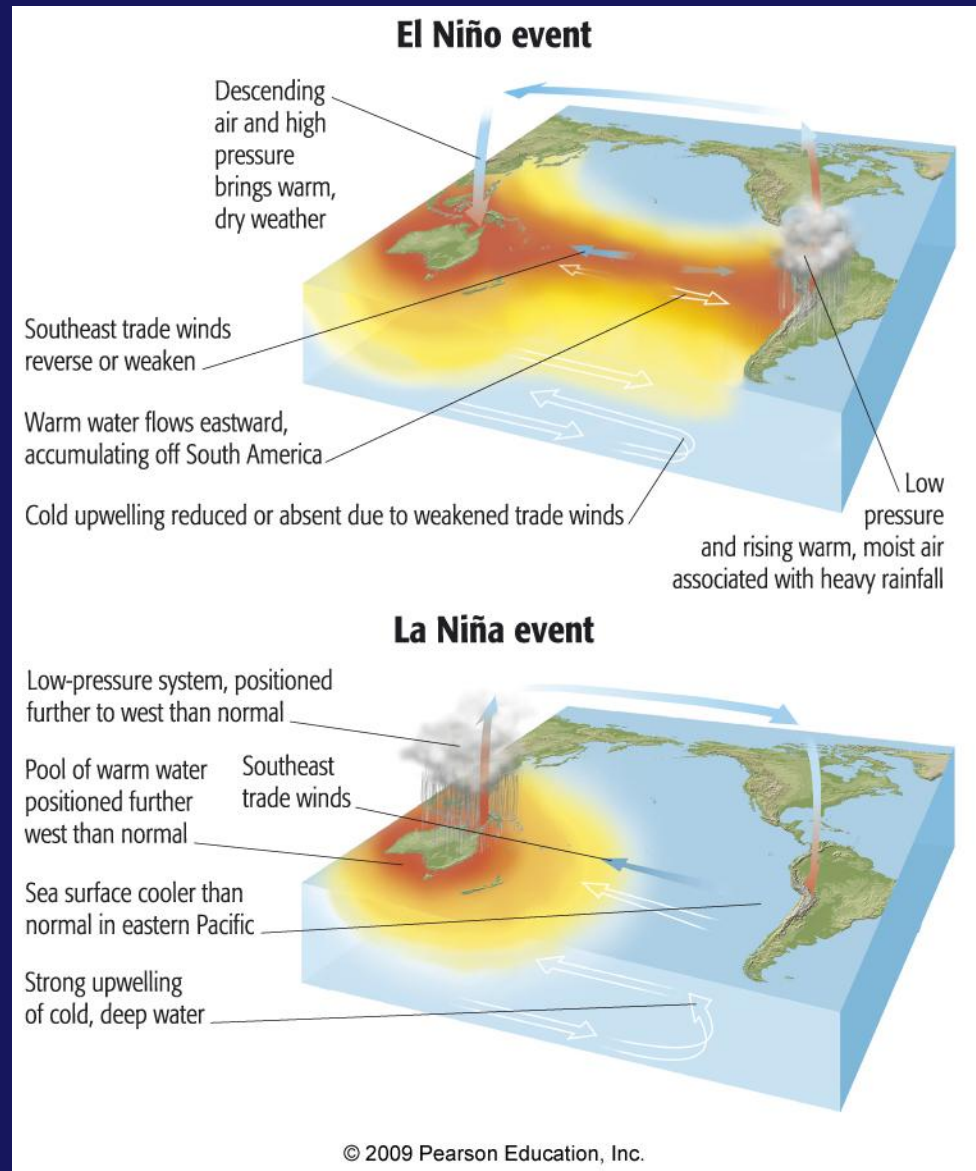 El Niño event
Descending
air and high
pressure
brings warm,
dry weather
Southeast trade winds
reverse or weaken
Warm water flows eastward,
accumulating off South America
Cold upwelling reduced or absent due to weakened trade winds
Low
pressure
and rising warm, moist air
associated with heavy rainfall
La Niña event
Low-pressure system, positioned
further to west than normal
Pool of warm water
positioned further
west than normal
Southeast
trade winds
Sea surface cooler than
normal in eastern Pacific
Strong upwelling
of cold, deep water
© 2009 Pearson Education, Inc.